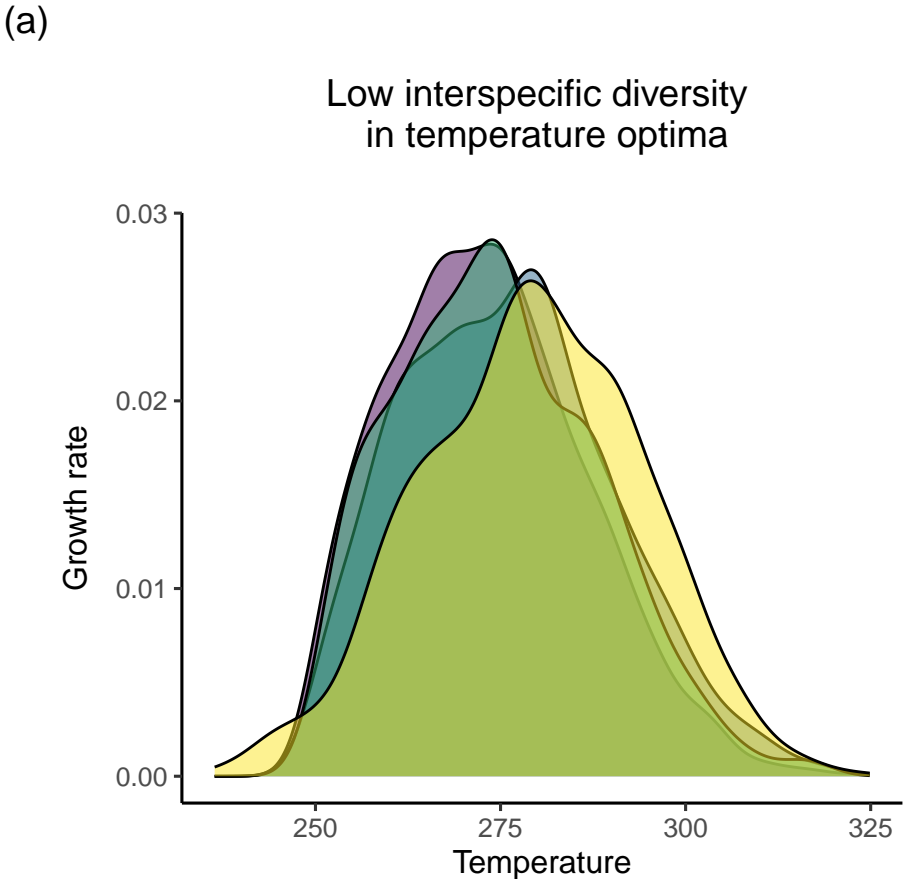 (a)
Low interspecific diversity
in temperature optima
0.03
0.02
0.01
0.00
Growth rate
250 275 300 325
Temperature